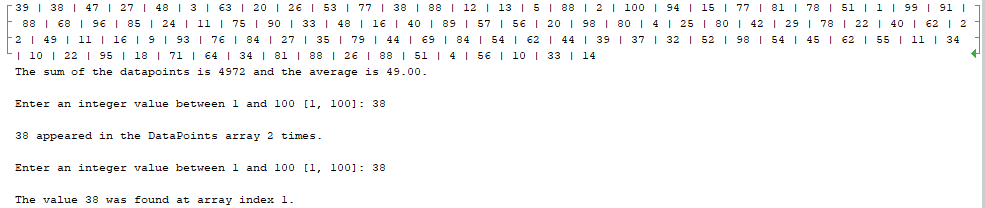 39 | 38 | 47 | 27 | 48 | 3 | 63 | 20 | 26 | 53 | 77 | 38 | 88 | 12 | 13 | 5 | 88 | 2 | 100 | 94 | 15 | 77 | 81 | 78 | 51 | 1 | 99 | 91 |
88 | 68 | 96 | 85 | 24 | 11 | 75 | 90 | 33 | 48 | 16 | 40 | 89 | 57 | 56 | 20 | 98 | 80 | 4 | 25 | 80 | 42 | 29 | 78 | 22 | 40 | 62 | 2
2 | 49 | 11 | 16 | 9 | 93 | 76 | 84 | 27 | 35 | 79 | 44 | 69 | 84 | 54 | 62 | 44 | 39 | 37 | 32 | 52 | 98 | 54 | 45 | 62 | 55 | 11 | 34
| 10 | 22 | 95 | 18 | 71 | 64 | 34 | 81 | 88 | 26 | 88 | 51 | 4 | 56 | 10 | 33 | 14
The sum of the datapoints is 4972 and the average is 49.00.
Enter an integer value between 1 and 100 [1, 100]: 38
38 appeared in the DataPoints array 2 times.
Enter an integer value between 1 and 100 [1, 100]: 38
The value 38 was found at array index 1.